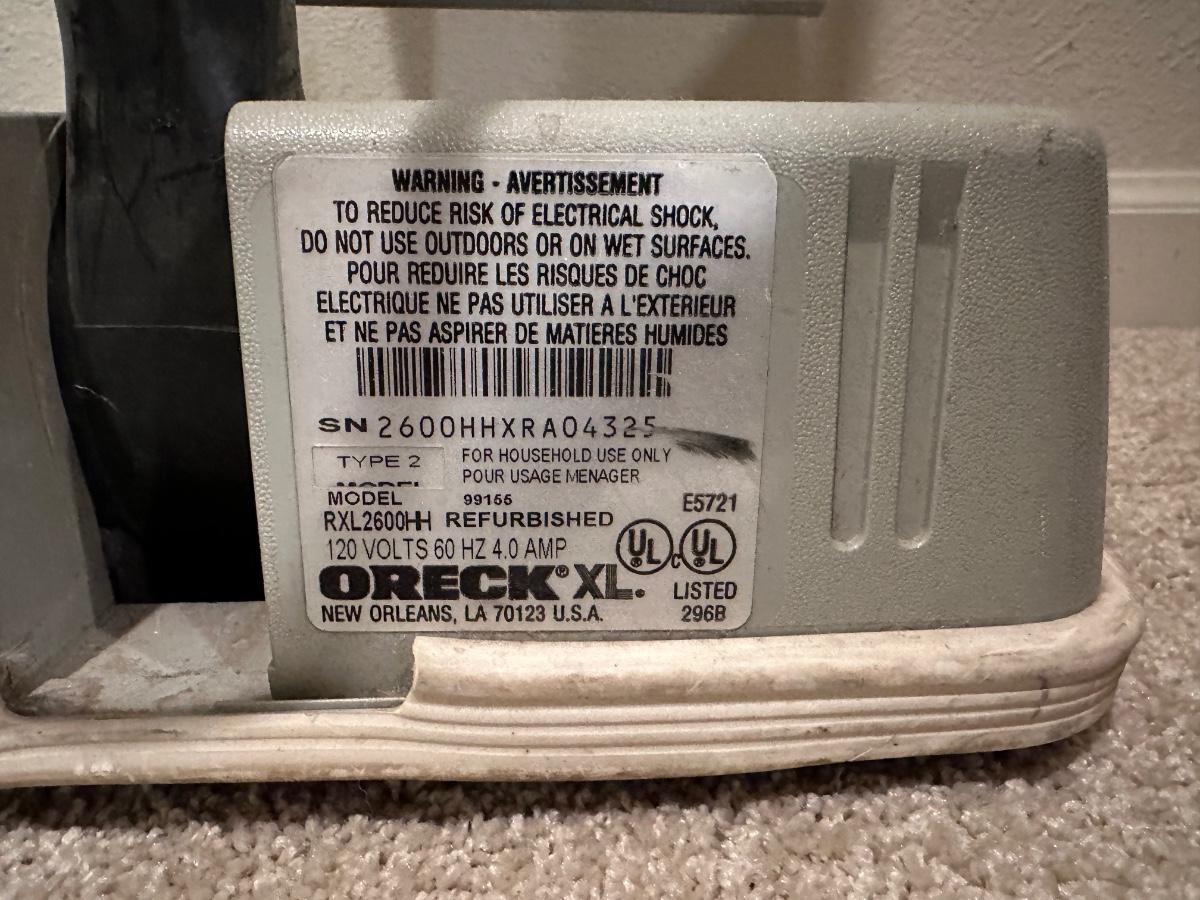 WARNING - AVERTISSEMENT
TO REDUCE RISK OF ELECTRICAL SHOCK,
DO NOT USE OUTDOORS OR ON WET SURFACES.
POUR REDUIRE LES RISQUES DE CHOC
ELECTRIQUE NE PAS UTILISER A L'EXTERIEUR
ET NE PAS ASPIRER DE MATIERES HUMIDES
SN 2600HHXRA04325
TYPE 2
FOR HOUSEHOLD USE ONLY
POUR USAGE MENAGER
MODEL
MODEL 99155 E5721
RXL2600HH REFURBISHED
120 VOLTS 60 HZ 4.0 AMP
UL® c UL®
ORECK® XL. LISTED
NEW ORLEANS, LA 70123 U.S.A. 296B